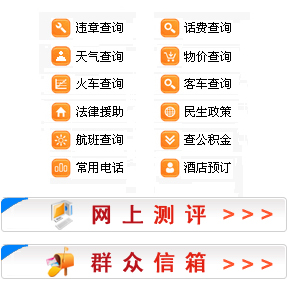 违章查询 话费查询
天气查询 物价查询
火车查询 客车查询
法律援助 民生政策
航班查询 查公积金
常用电话 酒店预订
网上测评 >>>
群众信箱 >>>